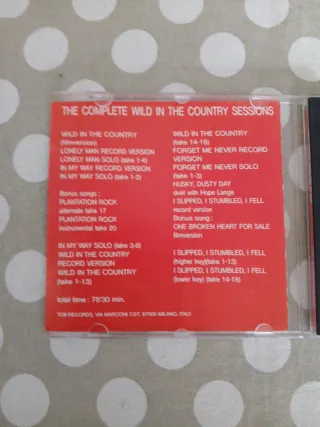 THE COMPLETE WILD IN THE COUNTRY SESSIONS
WILD IN THE COUNTRY
(filmversion)
LONELY MAN RECORD VERSION
LONELY MAN SOLO (take 1-4)
IN MY WAY RECORD VERSION
IN MY WAY SOLO (take 1-2)
Bonus song :
PLANTATION ROCK
alternate take 17
PLANTATION ROCK
instrumental take 20
IN MY WAY SOLO (take 3-8)
WILD IN THE COUNTRY
RECORD VERSION
WILD IN THE COUNTRY
(take 1-13)
total time : 78'30 min.
WILD IN THE COUNTRY
(take 14-19)
FORGET ME NEVER RECORD
VERSION
FORGET ME NEVER SOLO
(take 1-3)
HUSKY, DUSTY DAY
duet with Hope Lange
I SLIPPED, I STUMBLED, I FELL
record version
Bonus song :
ONE BROKEN HEART FOR SALE
filmversion
I SLIPPED, I STUMBLED, I FELL
(higher key)(take 1-13)
I SLIPPED, I STUMBLED, I FELL
(lower key) (take 14-18)
TCB-RECORDS, VIA MARCONI 7/27, 57000 MILANO, ITALY